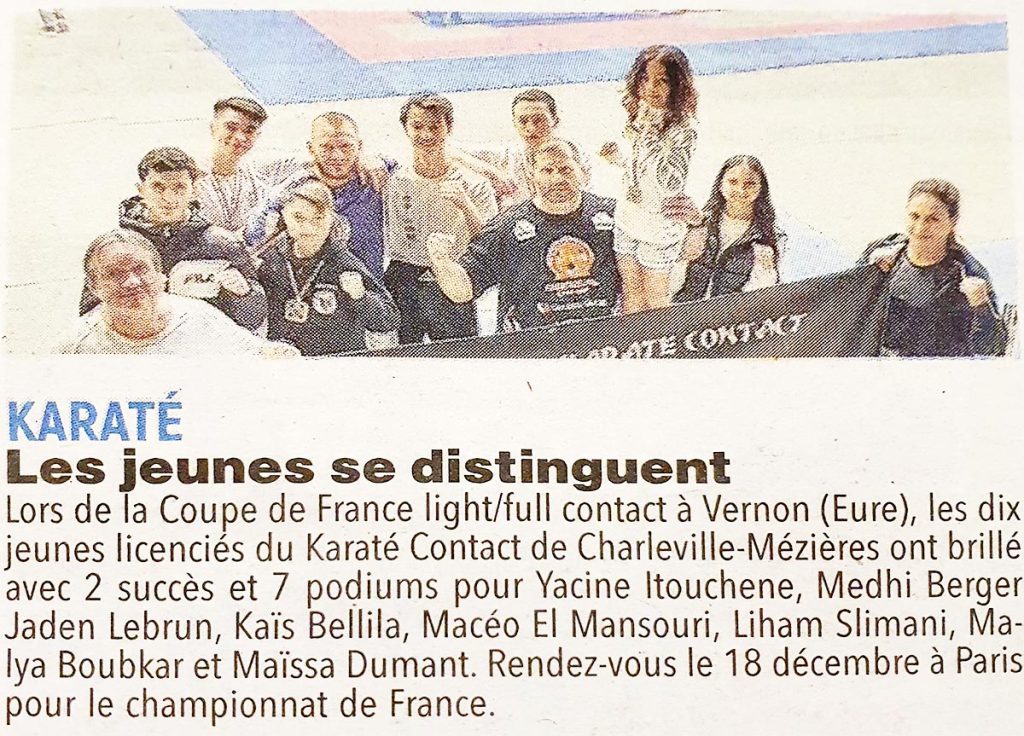 FILA
KARATE CONTACT
KARATÉ
Les jeunes se distinguent
Lors de la Coupe de France light/full contact à Vernon (Eure), les dix
jeunes licenciés du Karaté Contact de Charleville-Mézières ont brillé
avec 2 succès et 7 podiums pour Yacine Itouchene, Medhi Berger
Jaden Lebrun, Kaïs Bellila, Macéo El Mansouri, Liham Slimani, Ma-
lya Boubkar et Maïssa Dumant. Rendez-vous le 18 décembre à Paris
pour le championnat de France.